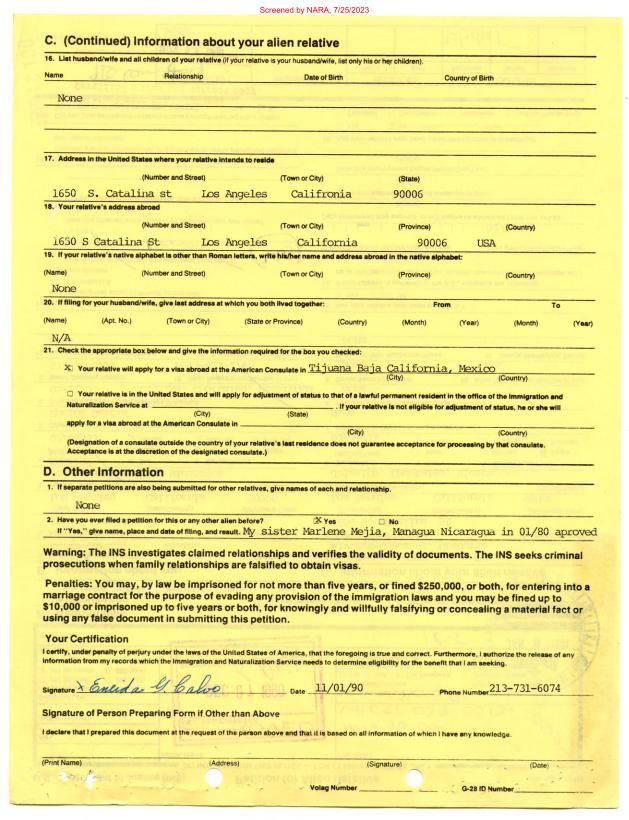 Screened by NARA, 7/25/2023
C. (Continued) Information about your alien relative
16. List husband/wife and all children of your relative (if your relative is your husband/wife, list only his or her children).
Name Relationship Date of Birth Country of Birth
None
17. Address in the United States where your relative intends to reside
(Number and Street) (Town or City) (State)
1650 S. Catalina st Los Angeles Califronia 90006
18. Your relative's address abroad
(Number and Street) (Town or City) (Province) (Country)
1650 S Catalina St Los Angeles California 90006 USA
19. If your relative's native alphabet is other than Roman letters, write his/her name and address abroad in the native alphabet:
(Name) (Number and Street) (Town or City) (Province) (Country)
None
20. If filing for your husband/wife, give last address at which you both lived together: From To
(Name) (Apt. No.) (Town or City) (State or Province) (Country) (Month) (Year) (Month) (Year)
N/A
21. Check the appropriate box below and give the information required for the box you checked:
X Your relative will apply for a visa abroad at the American Consulate in Tijuana Baja California, Mexico
(City) (Country)
☐ Your relative is in the United States and will apply for adjustment of status to that of a lawful permanent resident in the office of the Immigration and
Naturalization Service at ________ . If your relative is not eligible for adjustment of status, he or she will
(City) (State)
apply for a visa abroad at the American Consulate in ________
(City) (Country)
(Designation of a consulate outside the country of your relative's last residence does not guarantee acceptance for processing by that consulate.
Acceptance is at the discretion of the designated consulate.)
D. Other Information
1. If separate petitions are also being submitted for other relatives, give names of each and relationship.
None
2. Have you ever filed a petition for this or any other alien before? X Yes ☐ No
If "Yes," give name, place and date of filing, and result. My sister Marlene Mejia, Managua Nicaragua in 01/80 aproved
Warning: The INS investigates claimed relationships and verifies the validity of documents. The INS seeks criminal
prosecutions when family relationships are falsified to obtain visas.
Penalties: You may, by law be imprisoned for not more than five years, or fined $250,000, or both, for entering into a
marriage contract for the purpose of evading any provision of the immigration laws and you may be fined up to
$10,000 or imprisoned up to five years or both, for knowingly and willfully falsifying or concealing a material fact or
using any false document in submitting this petition.
Your Certification
I certify, under penalty of perjury under the laws of the United States of America, that the foregoing is true and correct. Furthermore, I authorize the release of any
information from my records which the Immigration and Naturalization Service needs to determine eligibility for the benefit that I am seeking.
Signature X Eneida G. Calvo Date 11/01/90 Phone Number 213-731-6074
Signature of Person Preparing Form if Other than Above
I declare that I prepared this document at the request of the person above and that it is based on all information of which I have any knowledge.
(Print Name) (Address) (Signature) (Date)
Volag Number ________ G-28 ID Number ________